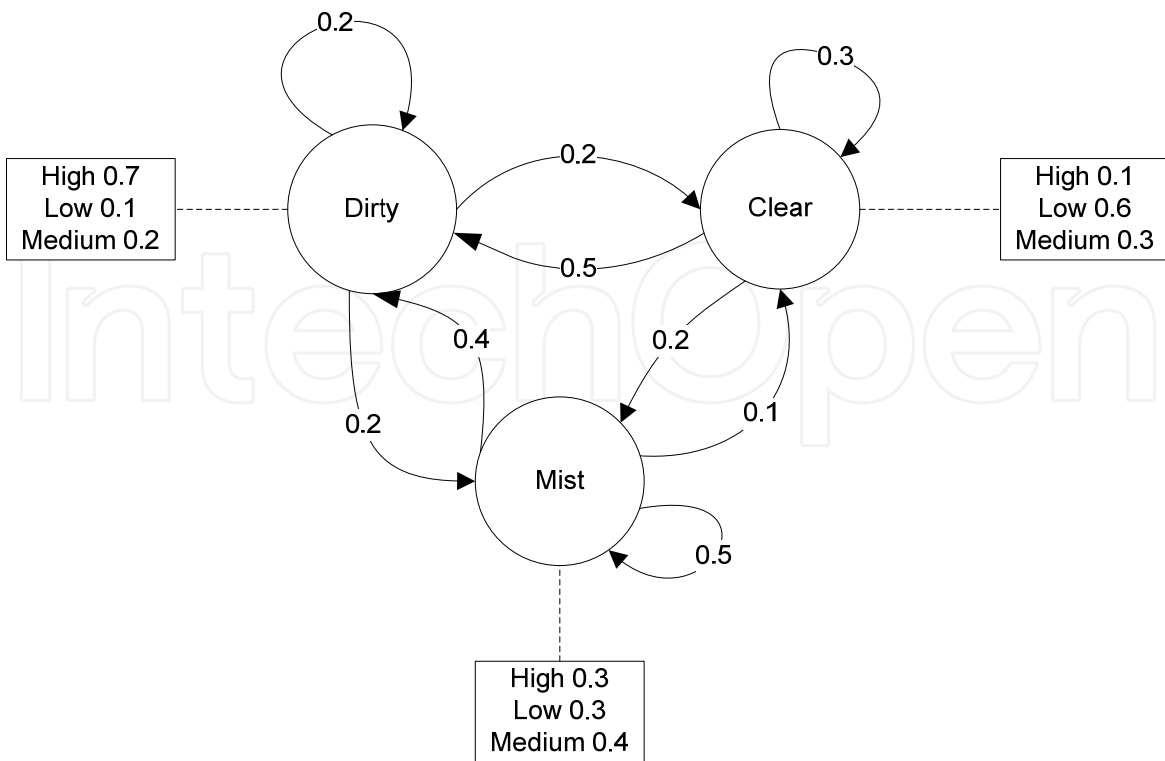 0.2
0.3
0.2
High 0.7
Low 0.1
Medium 0.2
Dirty
Clear
High 0.1
Low 0.6
Medium 0.3
0.5
0.4
0.2
0.2
0.1
Mist
0.5
High 0.3
Low 0.3
Medium 0.4
IntechOpen